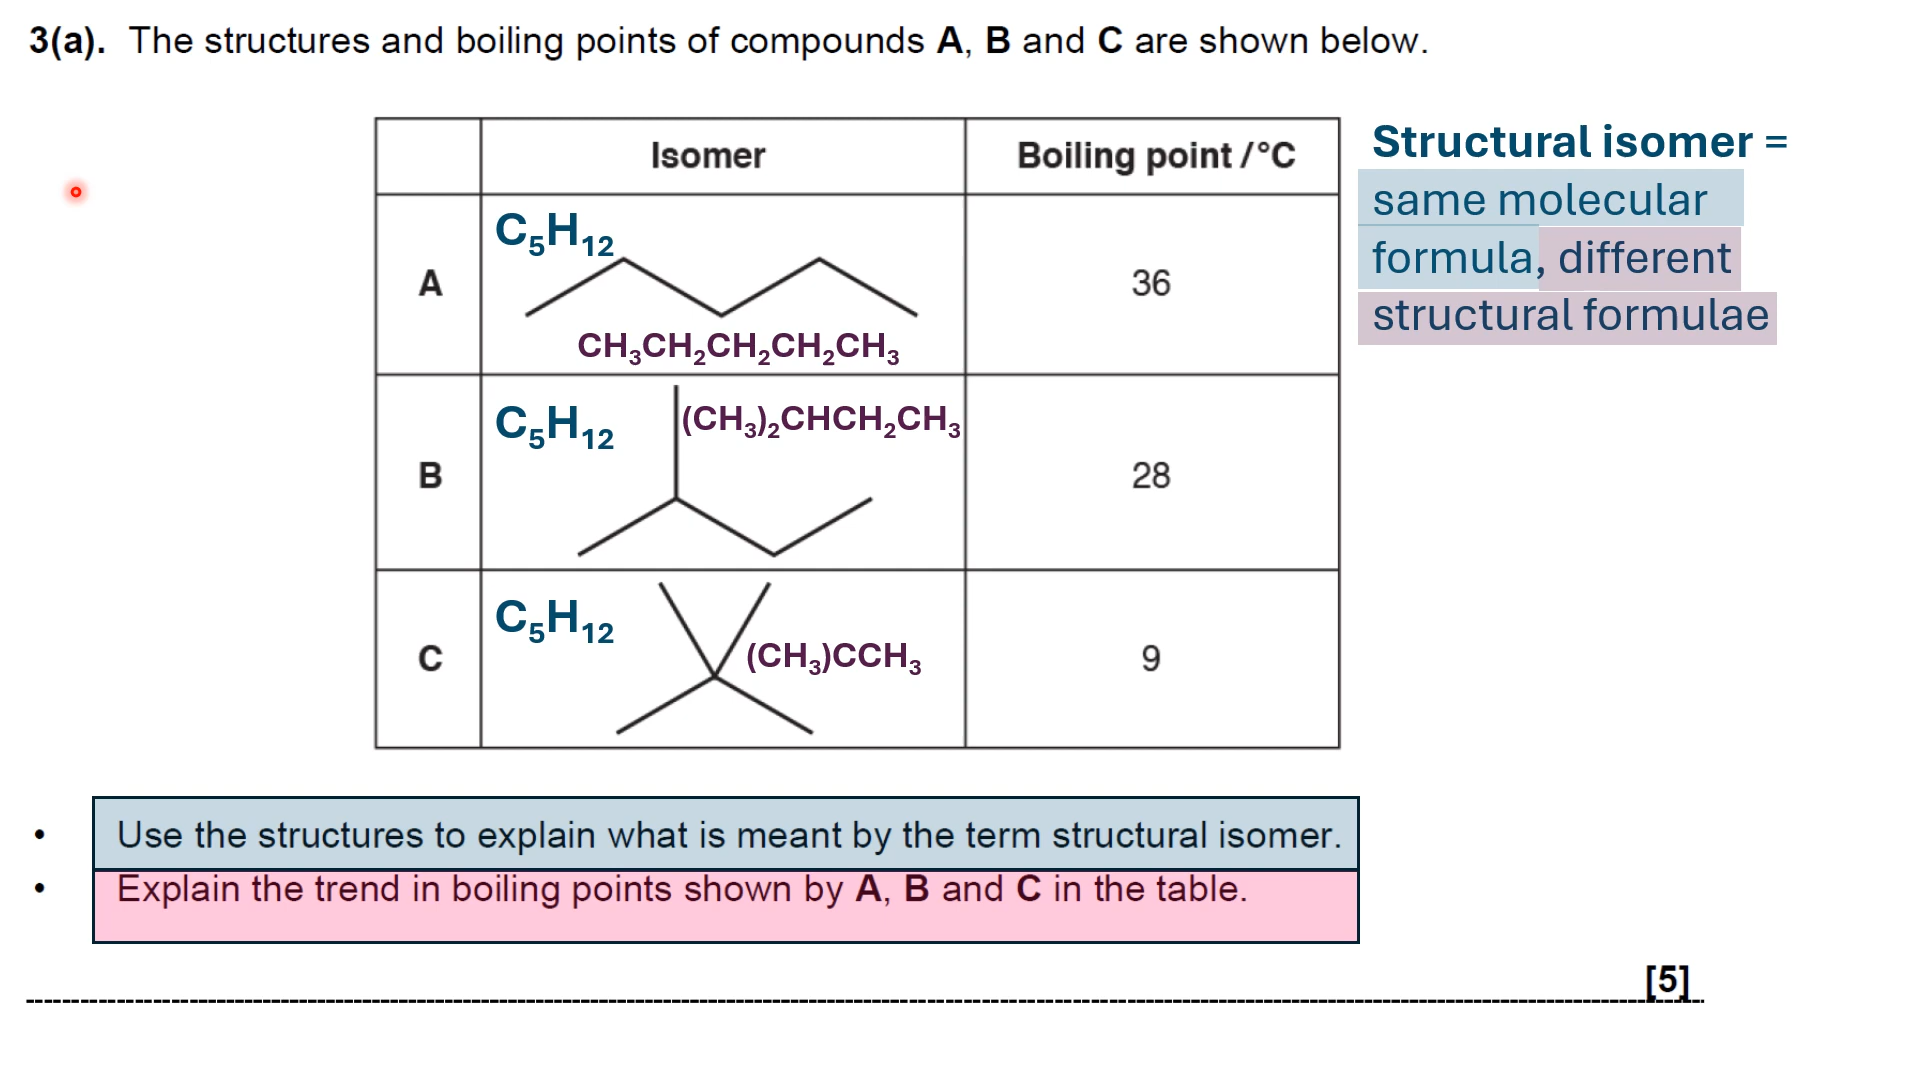 3(a). The structures and boiling points of compounds A, B and C are shown below.
Isomer
Boiling point /°C
A
C₅H₁₂
CH₃CH₂CH₂CH₂CH₃
36
B
C₅H₁₂
(CH₃)₂CHCH₂CH₃
28
C
C₅H₁₂
(CH₃)CCH₃
9
Structural isomer =
same molecular
formula, different
structural formulae
• Use the structures to explain what is meant by the term structural isomer.
• Explain the trend in boiling points shown by A, B and C in the table.
[5]